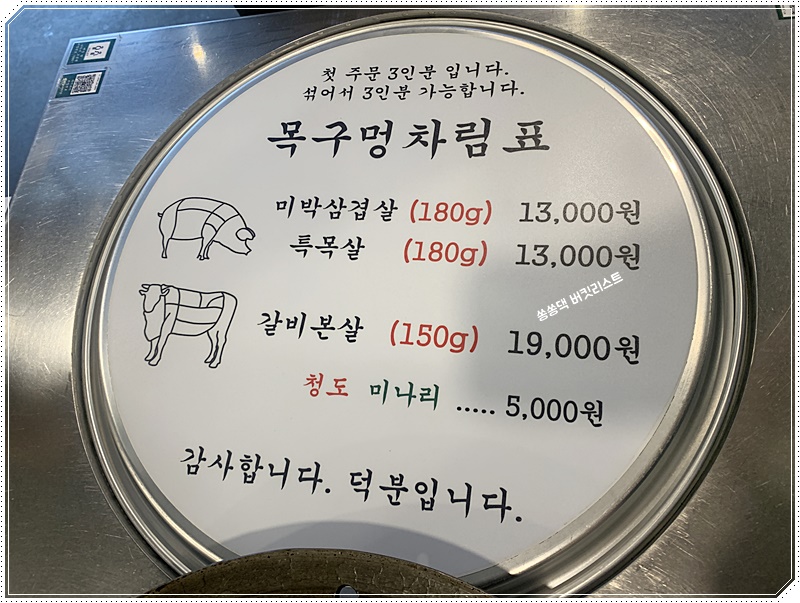 첫 주문 3인분 입니다.
섞어서 3인분 가능합니다.
목구멍차림표
미박삼겹살 (180g) 13,000원
특목살 (180g) 13,000원
쏭쏭댁 버킷리스트
갈비본살 (150g) 19,000원
청도 미나리 ..... 5,000원
감사합니다. 덕분입니다.